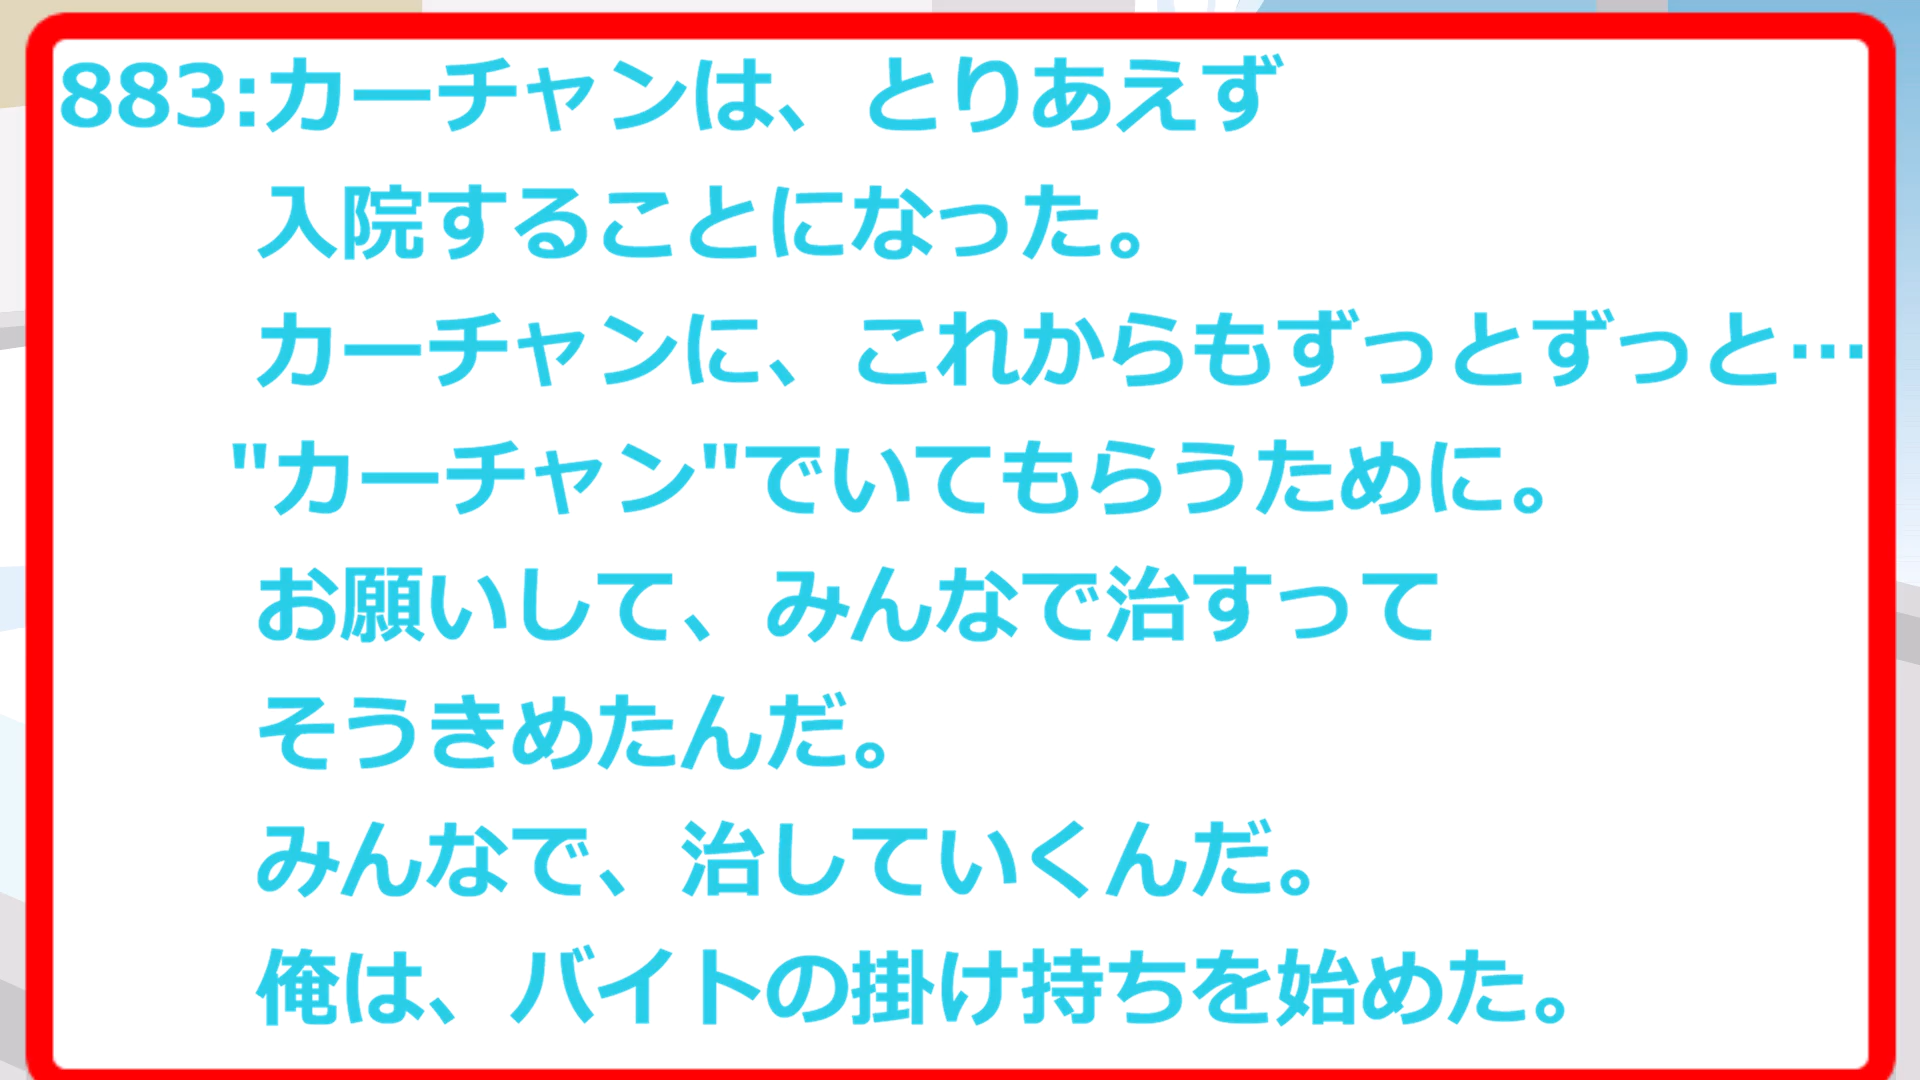 883:カーチャンは、とりあえず
入院することになった。
カーチャンに、これからもずっとずっと…
"カーチャン"でいてもらうために。
お願いして、みんなで治すって
そうきめたんだ。
みんなで、治していくんだ。
俺は、バイトの掛け持ちを始めた。